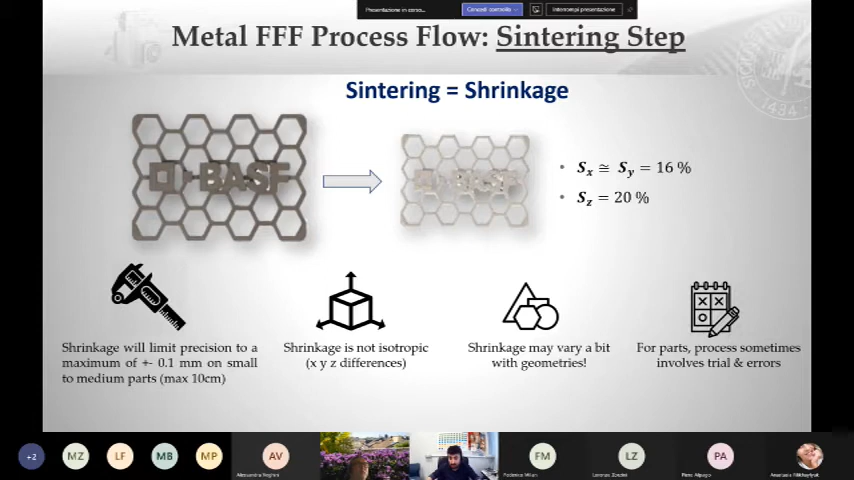 Presentazione in corso...
Interrompi presentazione
Metal FFF Process Flow: Sintering Step
1434
Sintering = Shrinkage
BASF
BASF
• Sx ≅ Sy = 16 %
• Sz = 20 %
Shrinkage will limit precision to a
maximum of +- 0.1 mm on small
to medium parts (max 10cm)
Shrinkage is not isotropic
(x y z differences)
Shrinkage may vary a bit
with geometries!
For parts, process sometimes
involves trial & errors
+2
MZ
LF
MB
MP
AV
FM
LZ
PA